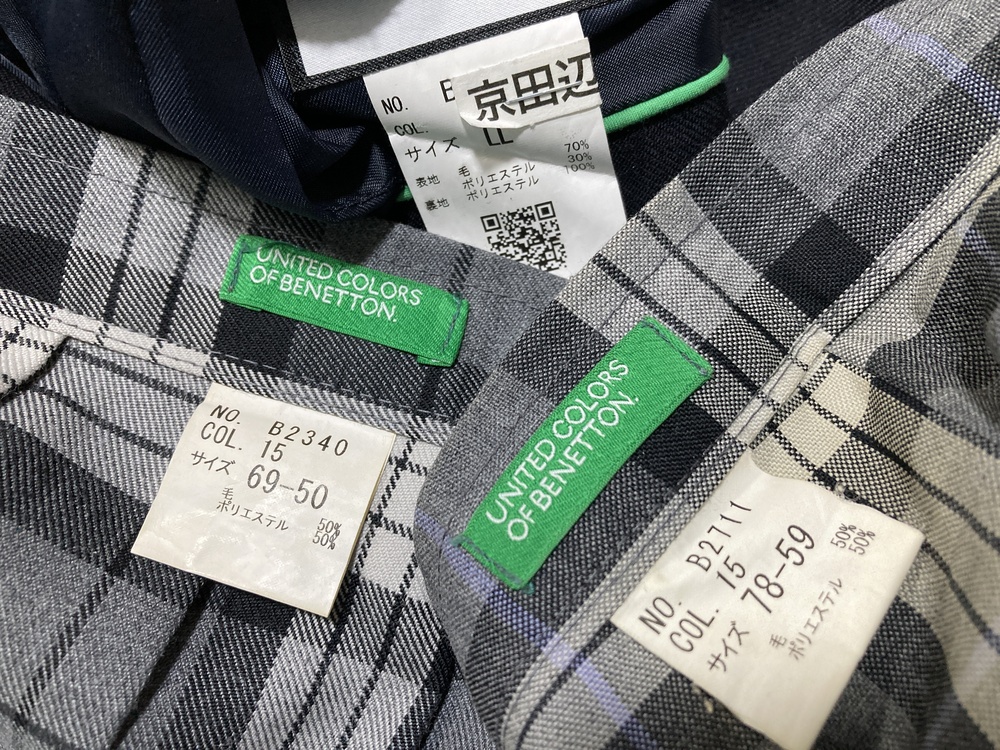 NO. B
京田辺
COL.
サイズ LL
70%
表地 毛 30%
ポリエステル 100%
裏地 ポリエステル
UNITED COLORS
OF BENETTON.
NO. B2340
COL. 15
サイズ 69-50
毛 50%
ポリエステル 50%
UNITED COLORS
OF BENETTON.
NO. B2711
COL. 15
サイズ 78-59
毛 50%
ポリエステル 50%